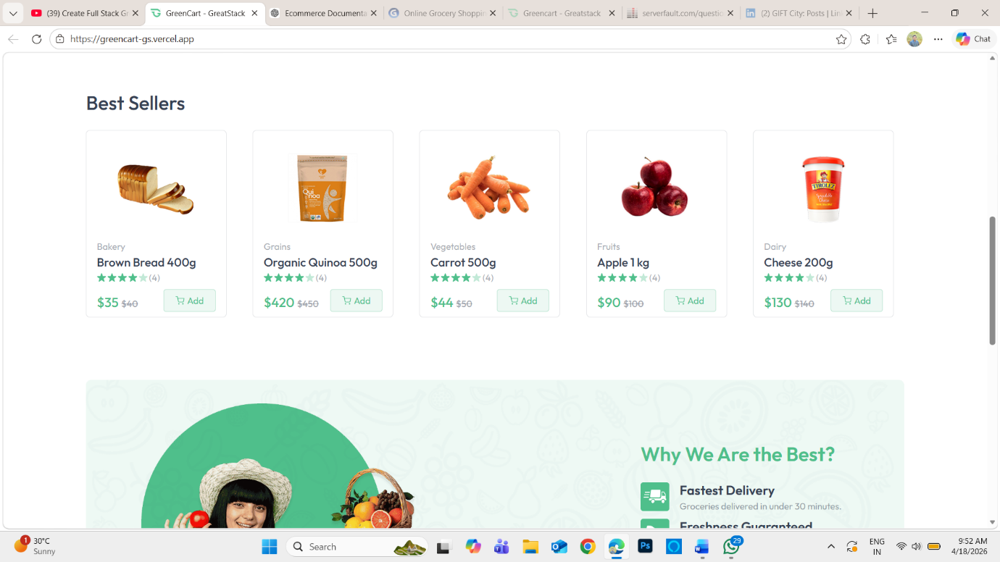 (39) Create Full Stack Gr
GreenCart - GreatStack
Ecommerce Documenta
Online Grocery Shoppin
Greencart - Greatstack
serverfault.com/questio
(2) GIFT City: Posts | Lin
https://greencart-gs.vercel.app
Chat
Best Sellers
Bakery
Brown Bread 400g
(4)
$35 $40
Add
Grains
Organic Quinoa 500g
(4)
$420 $450
Add
Vegetables
Carrot 500g
(4)
$44 $50
Add
Fruits
Apple 1 kg
(4)
$90 $100
Add
Dairy
Cheese 200g
(4)
$130 $140
Add
Qui
noa
TIROLEZ
Why We Are the Best?
Fastest Delivery
Groceries delivered in under 30 minutes.
Freshness Guaranteed
1
30°C
Sunny
Search
Ps
29
ENG
IN
9:52 AM
4/18/2026